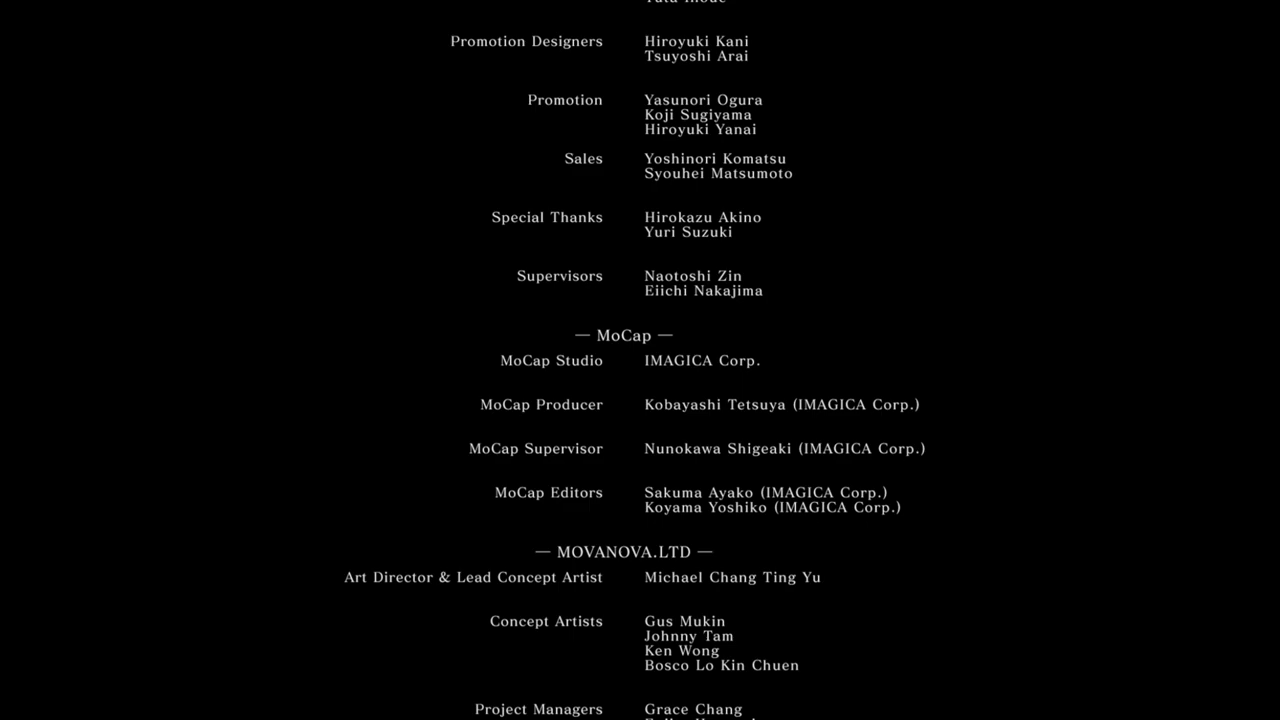 Promotion Designers Hiroyuki Kani
Tsuyoshi Arai
Promotion Yasunori Ogura
Koji Sugiyama
Hiroyuki Yanai
Sales Yoshinori Komatsu
Syouhei Matsumoto
Special Thanks Hirokazu Akino
Yuri Suzuki
Supervisors Naotoshi Zin
Eiichi Nakajima
— MoCap —
MoCap Studio IMAGICA Corp.
MoCap Producer Kobayashi Tetsuya (IMAGICA Corp.)
MoCap Supervisor Nunokawa Shigeaki (IMAGICA Corp.)
MoCap Editors Sakuma Ayako (IMAGICA Corp.)
Koyama Yoshiko (IMAGICA Corp.)
— MOVANOVA.LTD —
Art Director & Lead Concept Artist Michael Chang Ting Yu
Concept Artists Gus Mukin
Johnny Tam
Ken Wong
Bosco Lo Kin Chuen
Project Managers Grace Chang